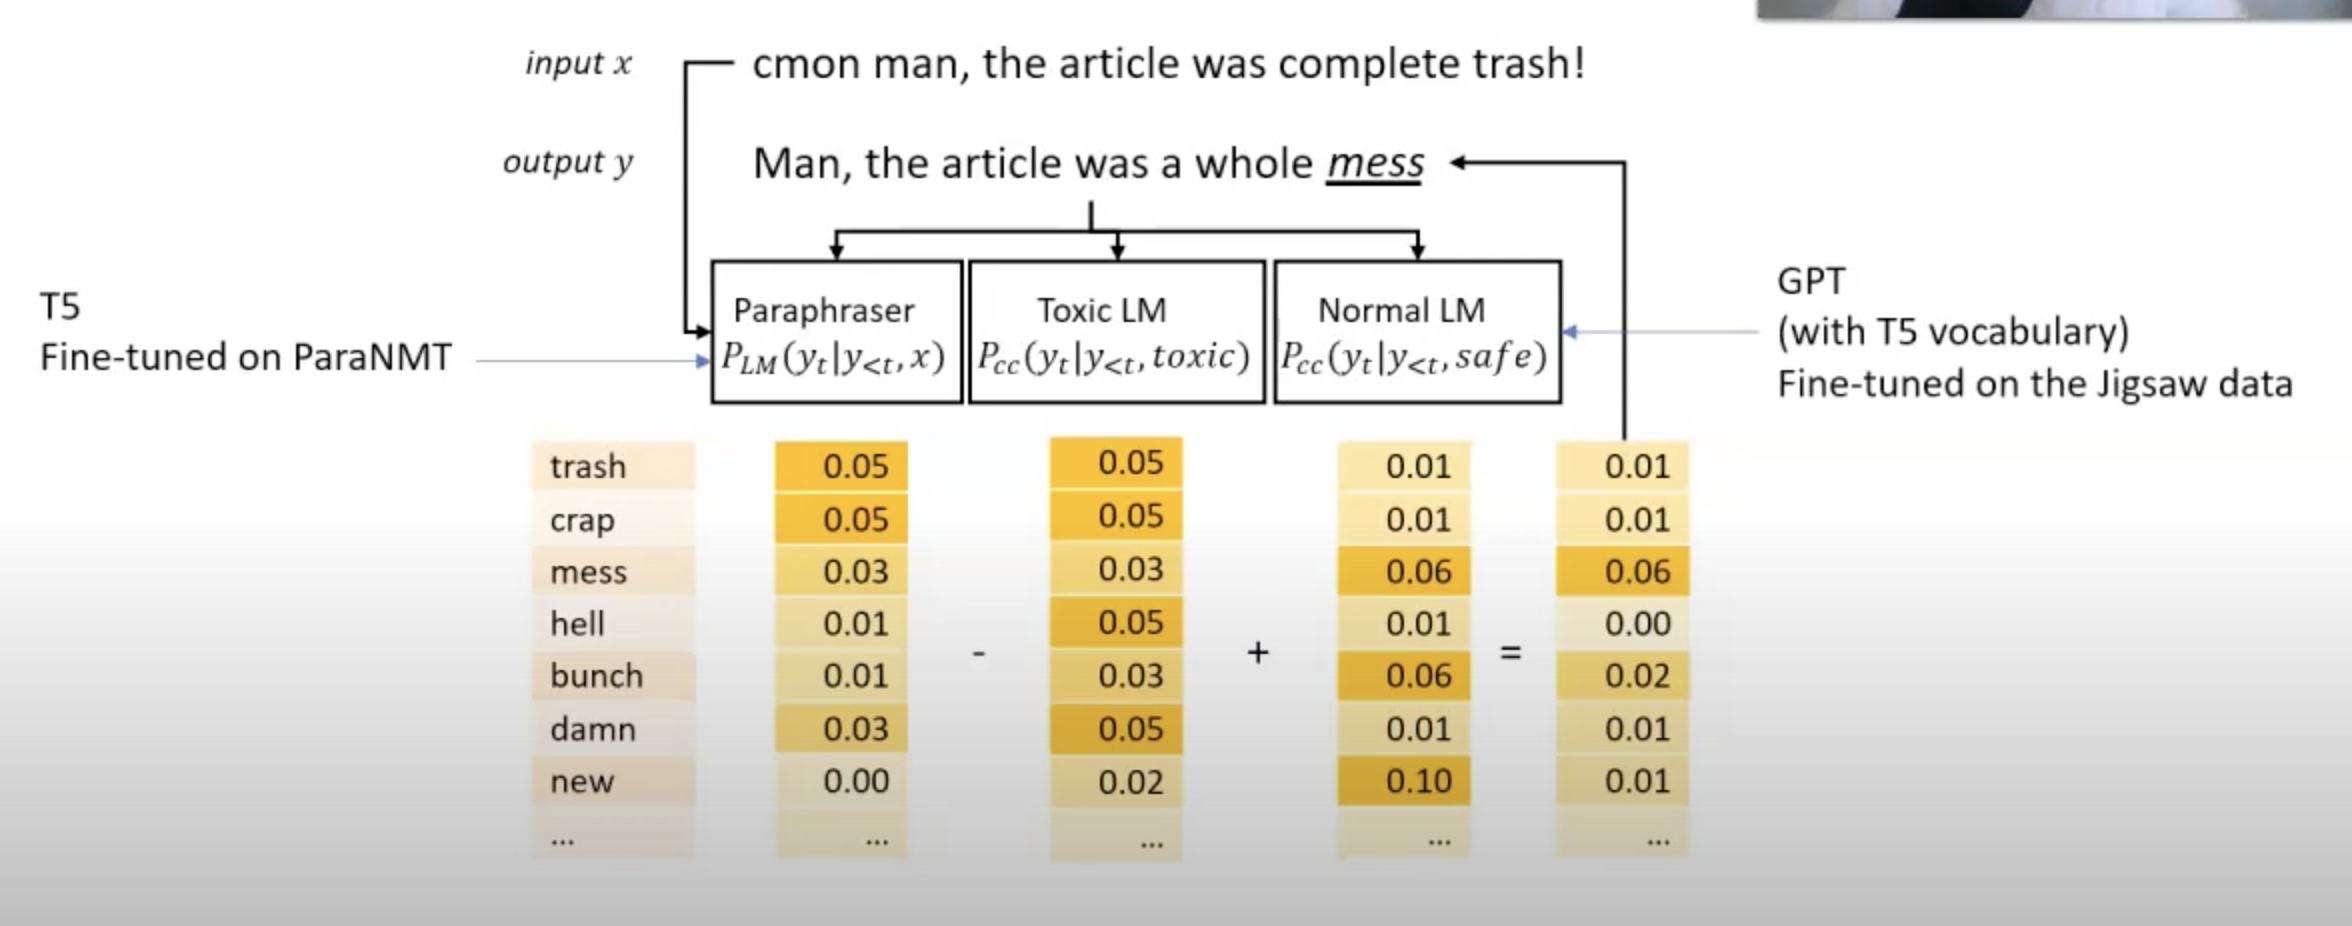 input x
cmon man, the article was complete trash!
output y
Man, the article was a whole mess
T5
Fine-tuned on ParaNMT
Paraphraser
P_LM(y_t|y_<t, x)
Toxic LM
P_cc(y_t|y_<t, toxic)
Normal LM
P_cc(y_t|y_<t, safe)
GPT
(with T5 vocabulary)
Fine-tuned on the Jigsaw data
trash 0.05 0.05 0.01 0.01
crap 0.05 0.05 0.01 0.01
mess 0.03 0.03 0.06 0.06
hell 0.01 0.05 0.01 0.00
- + =
bunch 0.01 0.03 0.06 0.02
damn 0.03 0.05 0.01 0.01
new 0.00 0.02 0.10 0.01
... ... ... ... ...